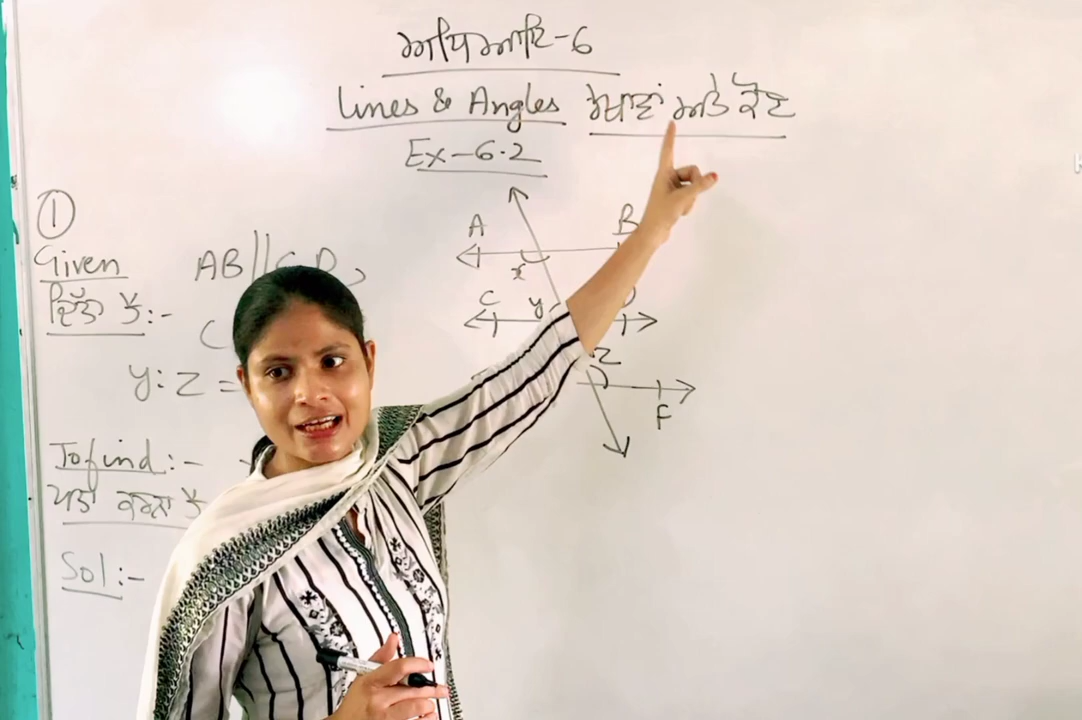 ਅਧਿਆਇ-6
Lines & Angles ਰੇਖਾਵਾਂ ਅਤੇ ਕੋਣ
Ex-6.2
①
Given AB||CD,
ਦਿੱਤਾ ਹੈ:-
C
y:z =
To find:-
ਪਤਾ ਕਰਨਾ ਹੈ
Sol:-
A B
x
C y D
z
F